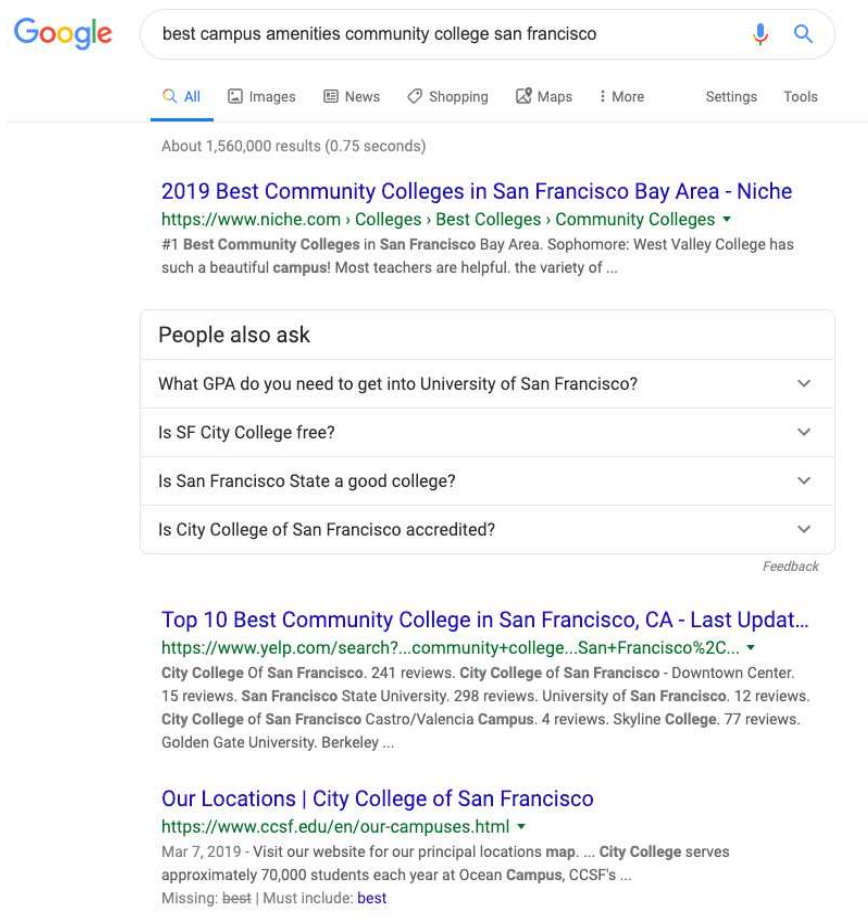 Google
best campus amenities community college san francisco
All Images News Shopping Maps More Settings Tools
About 1,560,000 results (0.75 seconds)
2019 Best Community Colleges in San Francisco Bay Area - Niche
https://www.niche.com › Colleges › Best Colleges › Community Colleges
#1 Best Community Colleges in San Francisco Bay Area. Sophomore: West Valley College has
such a beautiful campus! Most teachers are helpful. the variety of ...
People also ask
What GPA do you need to get into University of San Francisco?
Is SF City College free?
Is San Francisco State a good college?
Is City College of San Francisco accredited?
Feedback
Top 10 Best Community College in San Francisco, CA - Last Updat...
https://www.yelp.com/search?...community+college...San+Francisco%2C...
City College Of San Francisco. 241 reviews. City College of San Francisco - Downtown Center.
15 reviews. San Francisco State University. 298 reviews. University of San Francisco. 12 reviews.
City College of San Francisco Castro/Valencia Campus. 4 reviews. Skyline College. 77 reviews.
Golden Gate University. Berkeley ...
Our Locations | City College of San Francisco
https://www.ccsf.edu/en/our-campuses.html
Mar 7, 2019 - Visit our website for our principal locations map. ... City College serves
approximately 70,000 students each year at Ocean Campus, CCSF's ...
Missing: best | Must include: best